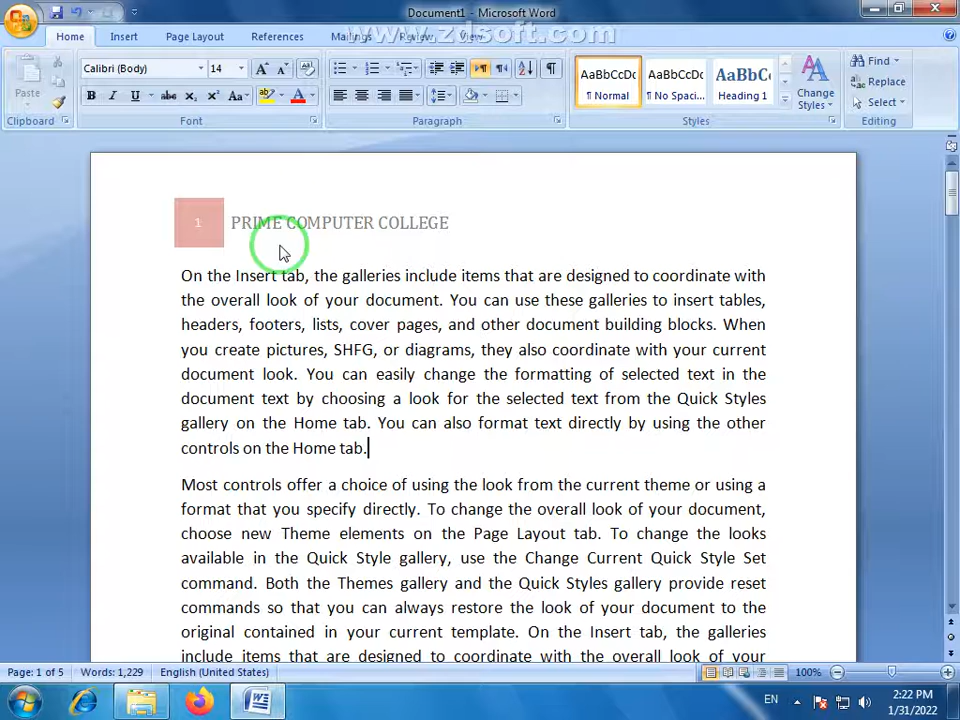 Document1 - Microsoft Word
www.zdsoft.com
Home Insert Page Layout References Mailings Review View
Paste
Clipboard
Calibri (Body) 14
B I U abc X₂ X² Aa A
Font
Paragraph
AaBbCcDc AaBbCcDc AaBbCc
¶ Normal ¶ No Spaci... Heading 1
Change
Styles
Styles
Find
Replace
Select
Editing
1 PRIME COMPUTER COLLEGE
On the Insert tab, the galleries include items that are designed to coordinate with
the overall look of your document. You can use these galleries to insert tables,
headers, footers, lists, cover pages, and other document building blocks. When
you create pictures, SHFG, or diagrams, they also coordinate with your current
document look. You can easily change the formatting of selected text in the
document text by choosing a look for the selected text from the Quick Styles
gallery on the Home tab. You can also format text directly by using the other
controls on the Home tab.
Most controls offer a choice of using the look from the current theme or using a
format that you specify directly. To change the overall look of your document,
choose new Theme elements on the Page Layout tab. To change the looks
available in the Quick Style gallery, use the Change Current Quick Style Set
command. Both the Themes gallery and the Quick Styles gallery provide reset
commands so that you can always restore the look of your document to the
original contained in your current template. On the Insert tab, the galleries
include items that are designed to coordinate with the overall look of your
Page: 1 of 5 Words: 1,229 English (United States) 100%
EN 2:22 PM
1/31/2022